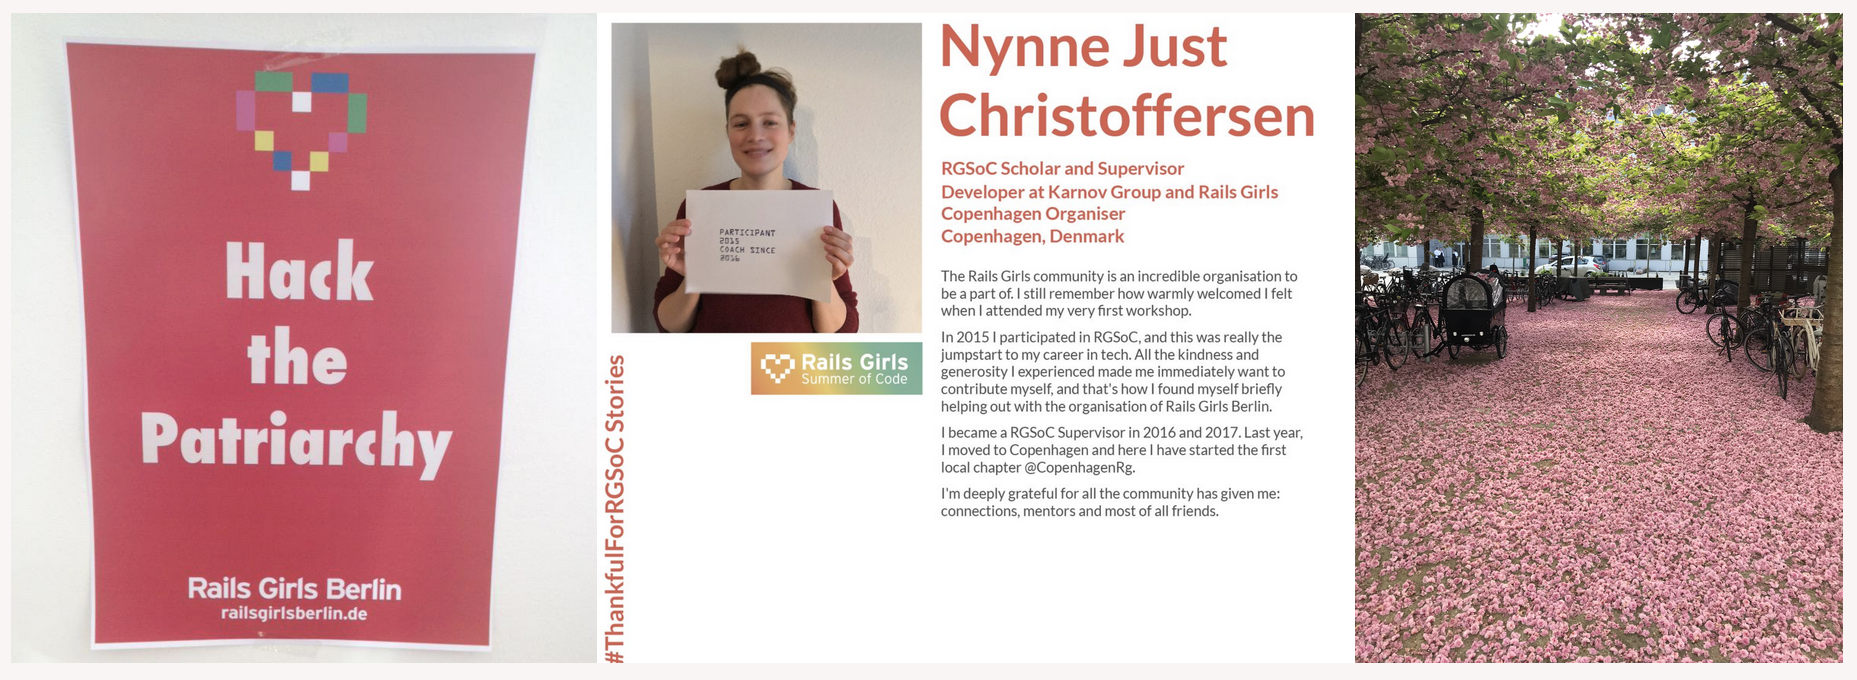 Hack
the
Patriarchy
Rails Girls Berlin
railsgirlsberlin.de
PARTICIPANT
2015
COACH SINCE
2016
Rails Girls
Summer of Code
#ThankfulForRGSoC Stories
Nynne Just
Christoffersen
RGSoC Scholar and Supervisor
Developer at Karnov Group and Rails Girls
Copenhagen Organiser
Copenhagen, Denmark
The Rails Girls community is an incredible organisation to
be a part of. I still remember how warmly welcomed I felt
when I attended my very first workshop.
In 2015 I participated in RGSoC, and this was really the
jumpstart to my career in tech. All the kindness and
generosity I experienced made me immediately want to
contribute myself, and that's how I found myself briefly
helping out with the organisation of Rails Girls Berlin.
I became a RGSoC Supervisor in 2016 and 2017. Last year,
I moved to Copenhagen and here I have started the first
local chapter @CopenhagenRg.
I'm deeply grateful for all the community has given me:
connections, mentors and most of all friends.